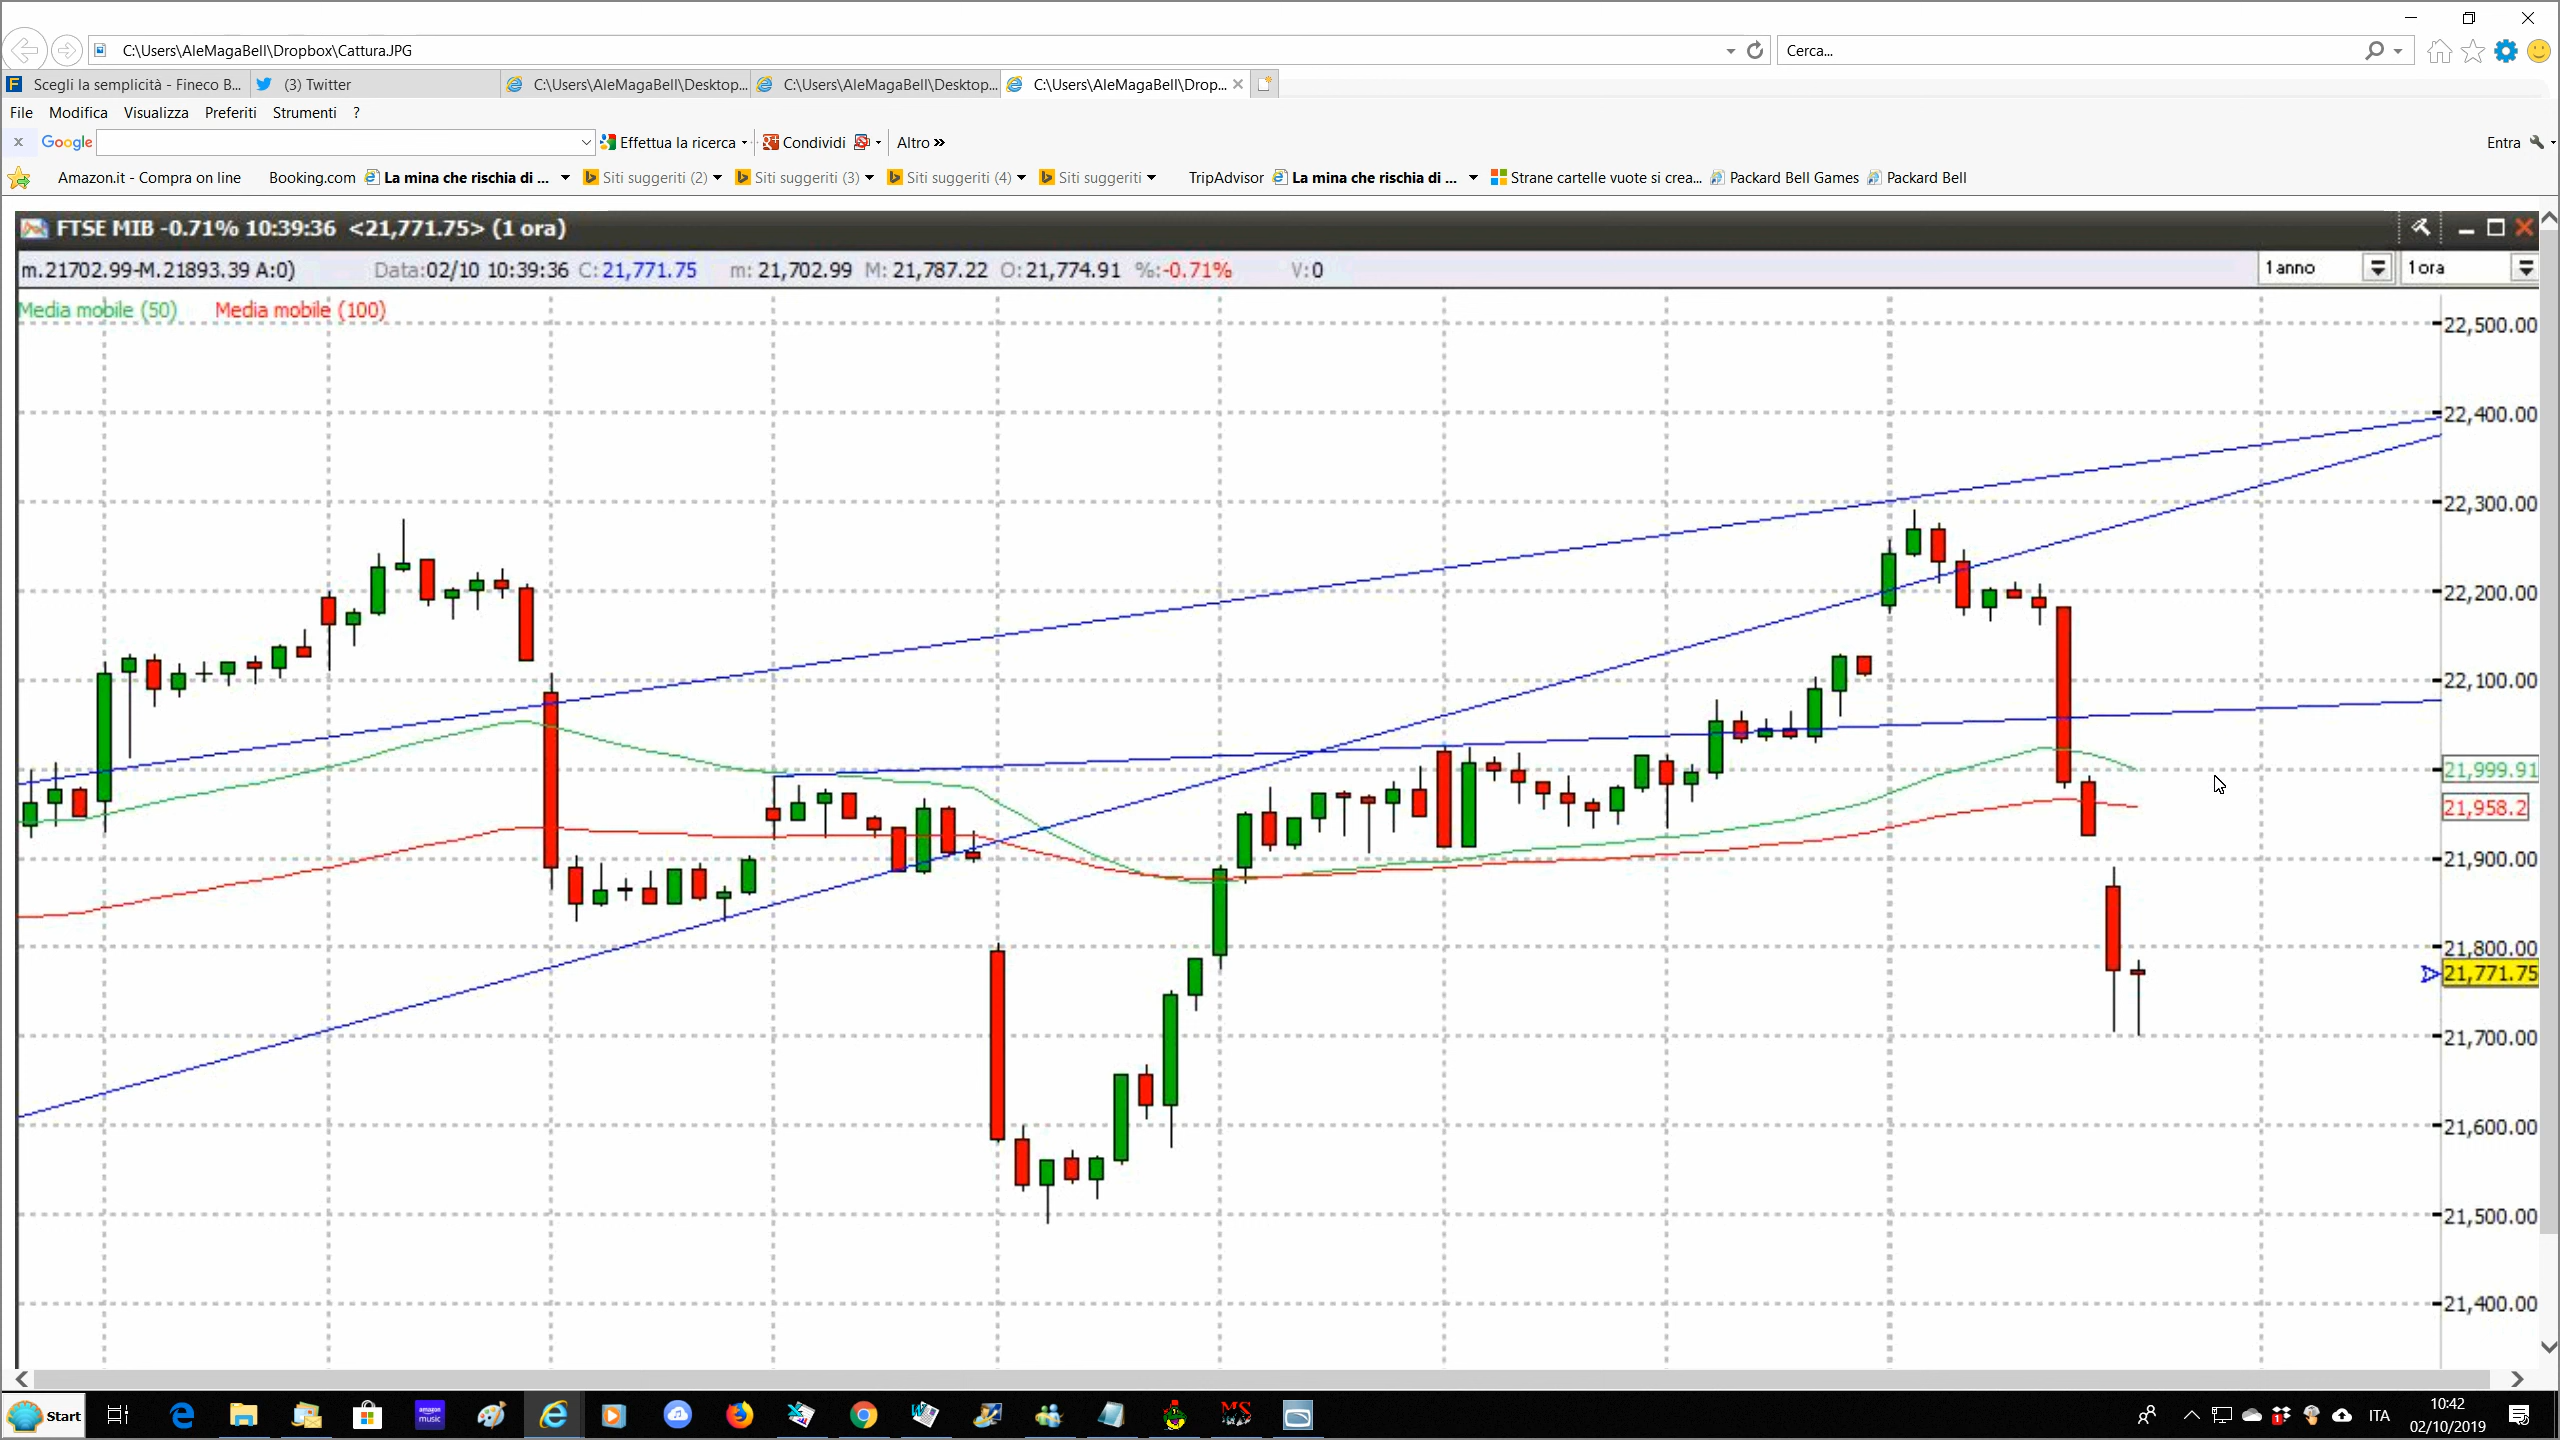 C:\Users\AleMagaBell\Dropbox\Cattura.JPG
Cerca...
Scegli la semplicità - Fineco B...
(3) Twitter
C:\Users\AleMagaBell\Desktop...
C:\Users\AleMagaBell\Desktop...
C:\Users\AleMagaBell\Drop...
File Modifica Visualizza Preferiti Strumenti ?
x Google Effettua la ricerca Condividi Altro » Entra
Amazon.it - Compra on line Booking.com La mina che rischia di ... Siti suggeriti (2) Siti suggeriti (3) Siti suggeriti (4) Siti suggeriti TripAdvisor La mina che rischia di ... Strane cartelle vuote si crea... Packard Bell Games Packard Bell
FTSE MIB -0.71% 10:39:36 <21,771.75> (1 ora)
m.21702.99-M.21893.39 A:0) Data:02/10 10:39:36 C:21,771.75 m: 21,702.99 M: 21,787.22 O:21,774.91 %:-0.71% V:0 1 anno 1 ora
Media mobile (50) Media mobile (100)
22,500.00
22,400.00
22,300.00
22,200.00
22,100.00
21,999.91
21,958.2
21,900.00
21,800.00
21,771.75
21,700.00
21,600.00
21,500.00
21,400.00
Start
amazon music
MS
ITA
10:42
02/10/2019